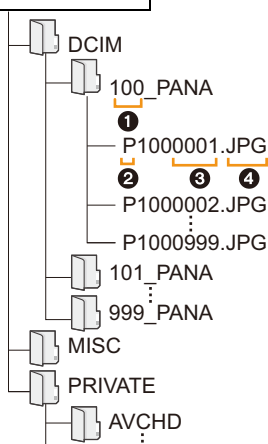 DCIM
100_PANA
❶
P1000001.JPG
❷ ❸ ❹
P1000002.JPG
P1000999.JPG
101_PANA
999_PANA
MISC
PRIVATE
AVCHD